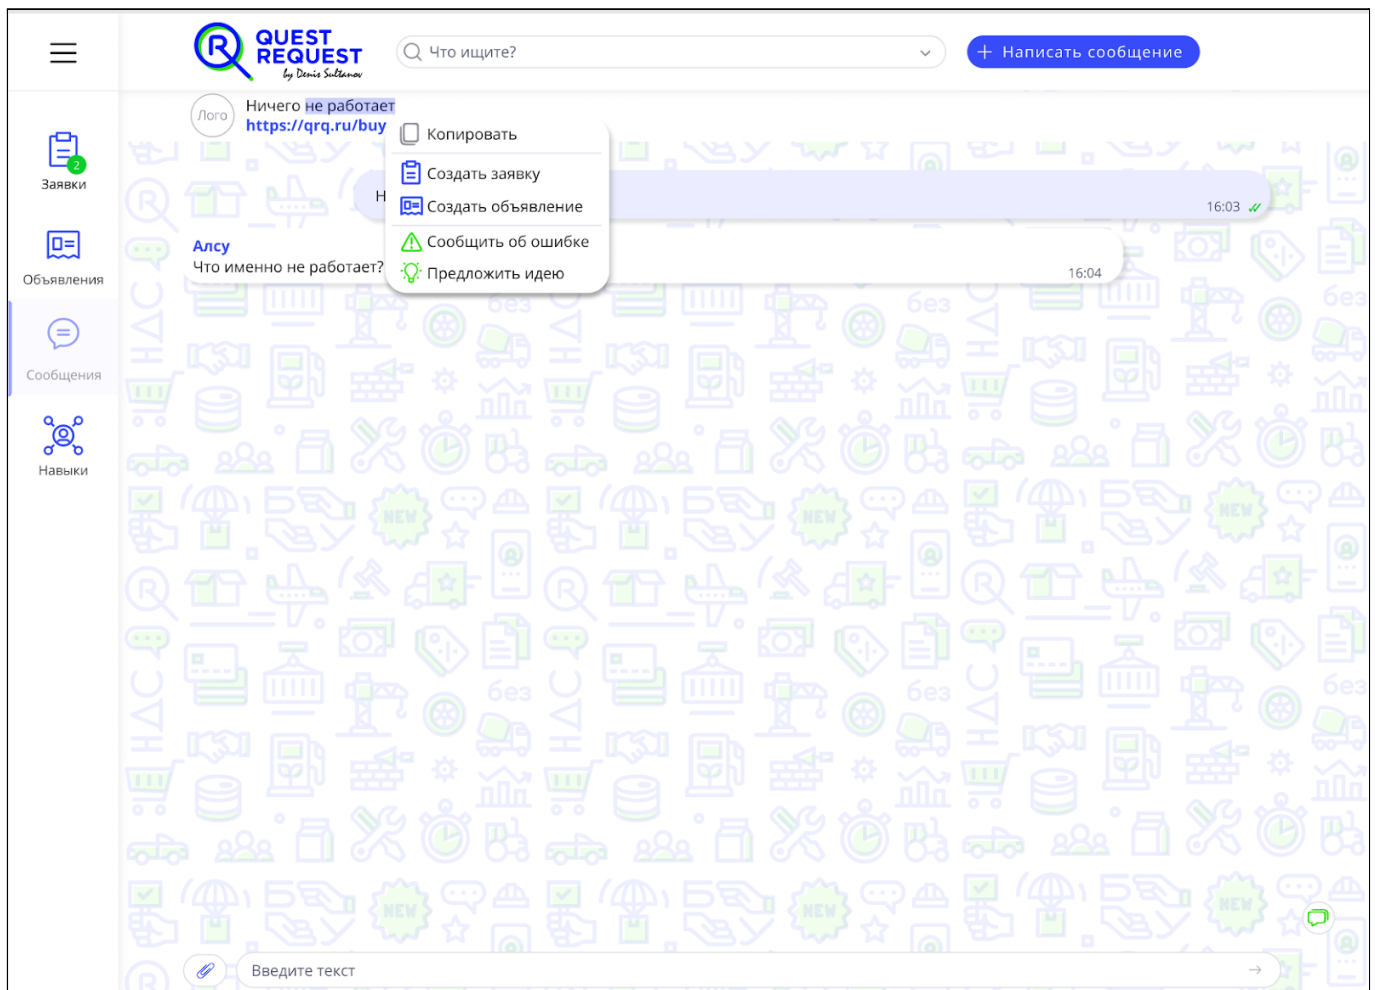 QUEST
REQUEST
by Denis Sultanov
Что ищите?
+ Написать сообщение
Лого
Ничего не работает
https://qrq.ru/buy
Копировать
Создать заявку
Создать объявление
Сообщить об ошибке
Предложить идею
Н
16:03
Алсу
Что именно не работает?
16:04
2
Заявки
Объявления
Сообщения
Навыки
Введите текст